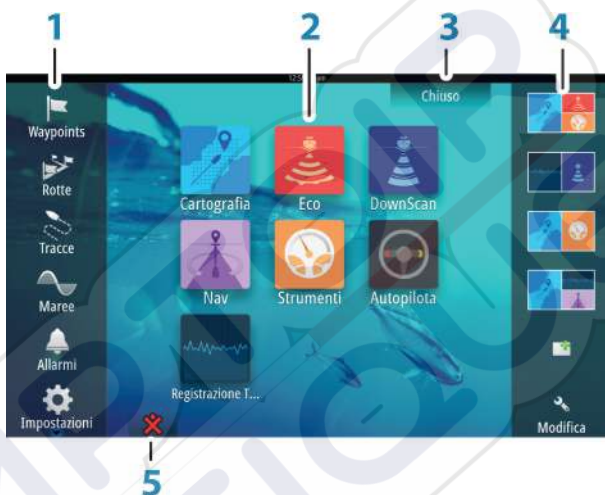 1 2 3 4
Chiuso
Waypoints
Rotte
Tracce
Maree
Allarmi
Impostazioni
Cartografia Eco DownScan
Nav Strumenti Autopilota
Registrazione T...
Modifica
5